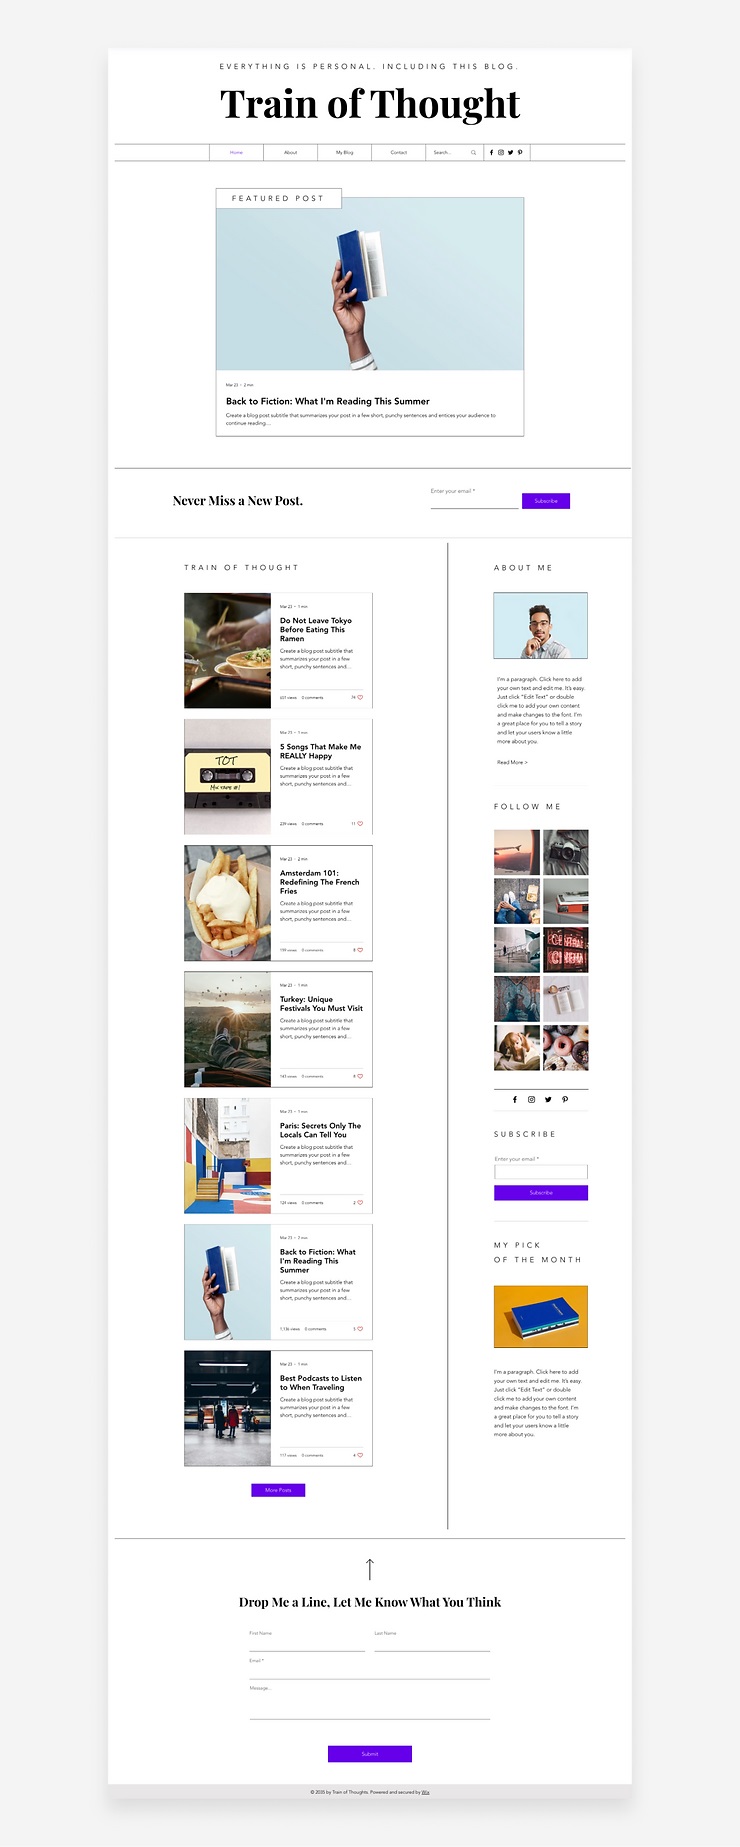 EVERYTHING IS PERSONAL. INCLUDING THIS BLOG.
Train of Thought
Home
About
My Blog
Contact
Search...
FEATURED POST
Mar 23 · 2 min
Back to Fiction: What I'm Reading This Summer
Create a blog post subtitle that summarizes your post in a few short, punchy sentences and entices your audience to
continue reading...
Never Miss a New Post.
Enter your email *
Subscribe
TRAIN OF THOUGHT
Mar 23 · 1 min
Do Not Leave Tokyo
Before Eating This
Ramen
Create a blog post subtitle that
summarizes your post in a few
short, punchy sentences and...
0 comments
TOT
Mix tape #1
Mar 23 · 1 min
5 Songs That Make Me
REALLY Happy
Create a blog post subtitle that
summarizes your post in a few
short, punchy sentences and...
239 views 0 comments
11
Mar 23 · 2 min
Amsterdam 101:
Redefining The French
Fries
Create a blog post subtitle that
summarizes your post in a few
short, punchy sentences and...
0 comments
Mar 23 · 1 min
Turkey: Unique
Festivals You Must Visit
Create a blog post subtitle that
summarizes your post in a few
short, punchy sentences and...
143 views 0 comments
Mar 23 · 1 min
Paris: Secrets Only The
Locals Can Tell You
Create a blog post subtitle that
summarizes your post in a few
short, punchy sentences and...
124 views 0 comments
2
Mar 23 · 2 min
Back to Fiction: What
I'm Reading This
Summer
Create a blog post subtitle that
summarizes your post in a few
short, punchy sentences and...
1,136 views 0 comments
5
Mar 23 · 1 min
Best Podcasts to Listen
to When Traveling
Create a blog post subtitle that
summarizes your post in a few
short, punchy sentences and...
117 views 0 comments
4
More Posts
ABOUT ME
I'm a paragraph. Click here to add
your own text and edit me. It's easy.
Just click "Edit Text" or double
click me to add your own content
and make changes to the font. I'm
a great place for you to tell a story
and let your users know a little
more about you.
Read More >
FOLLOW ME
CENTRAL
CINEMA
SUBSCRIBE
Enter your email *
Subscribe
MY PICK
OF THE MONTH
I'm a paragraph. Click here to add
your own text and edit me. It's easy.
Just click "Edit Text" or double
click me to add your own content
and make changes to the font. I'm
a great place for you to tell a story
and let your users know a little
more about you.
Drop Me a Line, Let Me Know What You Think
First Name
Last Name
Email *
Message...
Submit
© 2035 by Train of Thoughts. Powered and secured by Wix